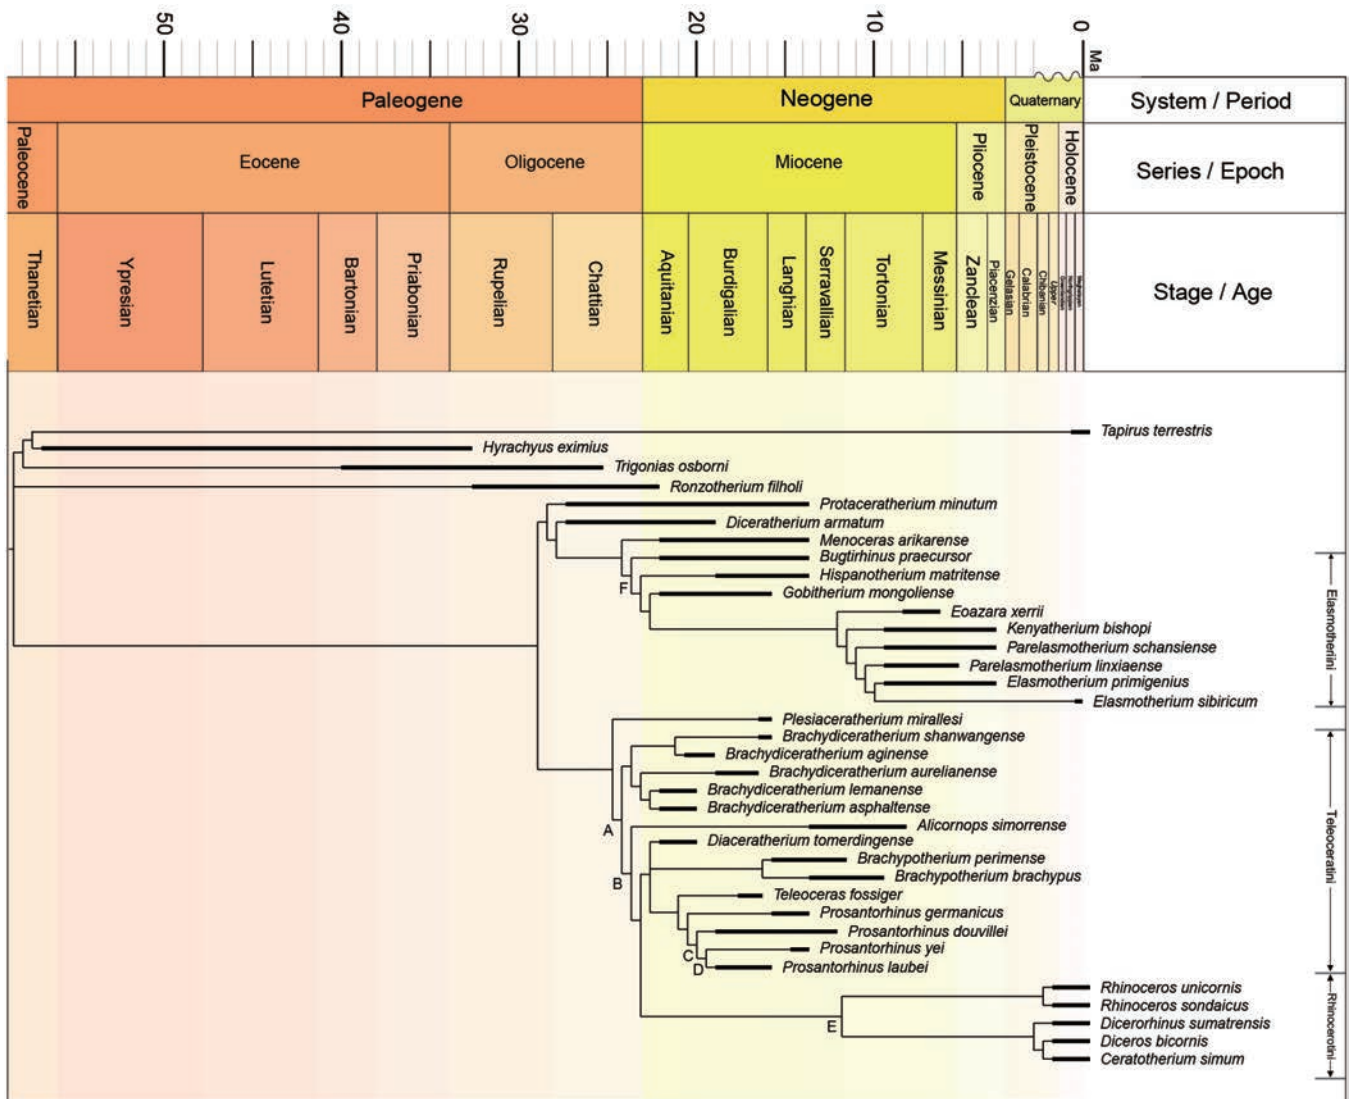 50
40
30
20
10
0
Ma
Paleogene
Neogene
Quaternary
System / Period
Paleocene
Eocene
Oligocene
Miocene
Pliocene
Pleistocene
Holocene
Series / Epoch
Thanetian
Ypresian
Lutetian
Bartonian
Priabonian
Rupelian
Chattian
Aquitanian
Burdigalian
Langhian
Serravallian
Tortonian
Messinian
Zanclean
Piacenzian
Gelasian
Calabrian
Chibanian
Upper
Stage / Age
Tapirus terrestris
Hyrachyus eximius
Trigonias osborni
Ronzotherium filholi
Protaceratherium minutum
Diceratherium armatum
Menoceras arikarense
Bugtirhinus praecursor
Hispanotherium matritense
F
Gobitherium mongoliense
Eoazara xerrii
Kenyatherium bishopi
Parelasmotherium schansiense
Parelasmotherium linxiaense
Elasmotherium primigenius
Elasmotherium sibiricum
Elasmotheriini
Plesiaceratherium mirallesi
Brachydiceratherium shanwangense
Brachydiceratherium aginense
Brachydiceratherium aurelianense
Brachydiceratherium lemanense
Brachydiceratherium asphaltense
A
Alicornops simorrense
Diaceratherium tomerdingense
Brachypotherium perimense
Brachypotherium brachypus
B
Teleoceras fossiger
Prosantorhinus germanicus
Prosantorhinus douvillei
Prosantorhinus yei
C
Prosantorhinus laubei
D
Teleoceratini
Rhinoceros unicornis
Rhinoceros sondaicus
Dicerorhinus sumatrensis
E
Diceros bicornis
Ceratotherium simum
Rhinocerotini